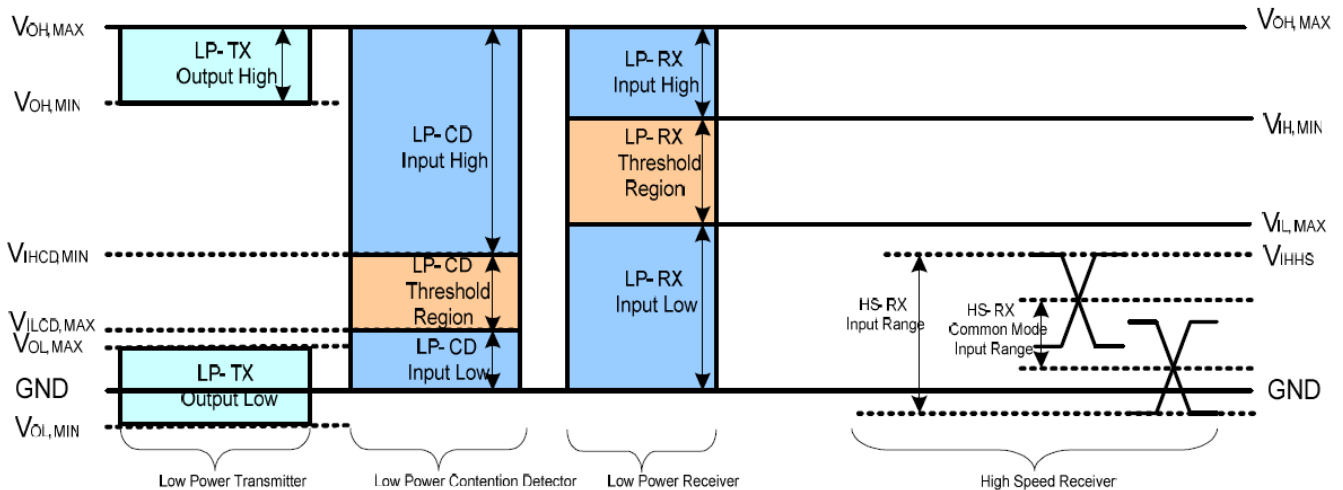 VOH,MAX
LP-TX
Output High
VOH,MIN
LP-CD
Input High
LP-RX
Input High
LP-RX
Threshold
Region
VOH,MAX
VIH,MIN
VIL,MAX
VIHHS
VIHCD,MIN
LP-CD
Threshold
Region
VILCD,MAX
VOL,MAX
LP-CD
Input Low
LP-RX
Input Low
HS-RX
Input Range
HS-RX
Common Mode
Input Range
GND
LP-TX
Output Low
GND
VOL,MIN
Low Power Transmitter
Low Power Contention Detector
Low Power Receiver
High Speed Receiver